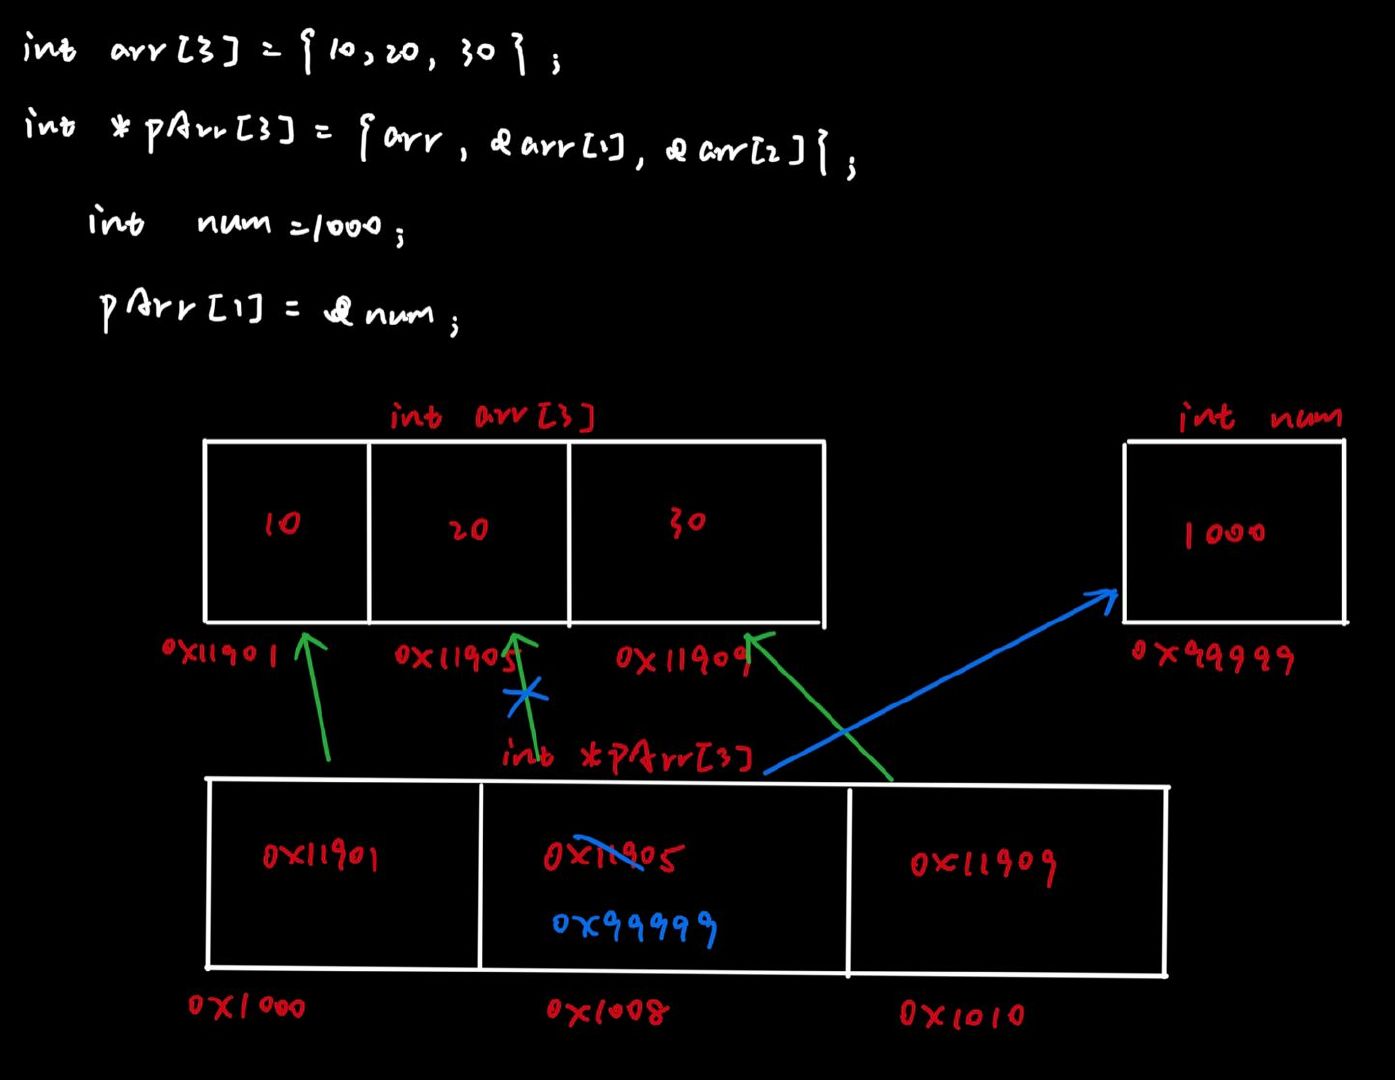 int arr[3] = {10,20, 30};
int *pArr[3] = {arr, &arr[1], &arr[2]};
int num =1000;
pArr[1] = &num;
int arr[3]
int num
10
20
30
1000
0x11901
0x11905
0x11909
0x99999
int *pArr[3]
0x11901
0x11905
0x11909
0x99999
0x1000
0x1008
0x1010